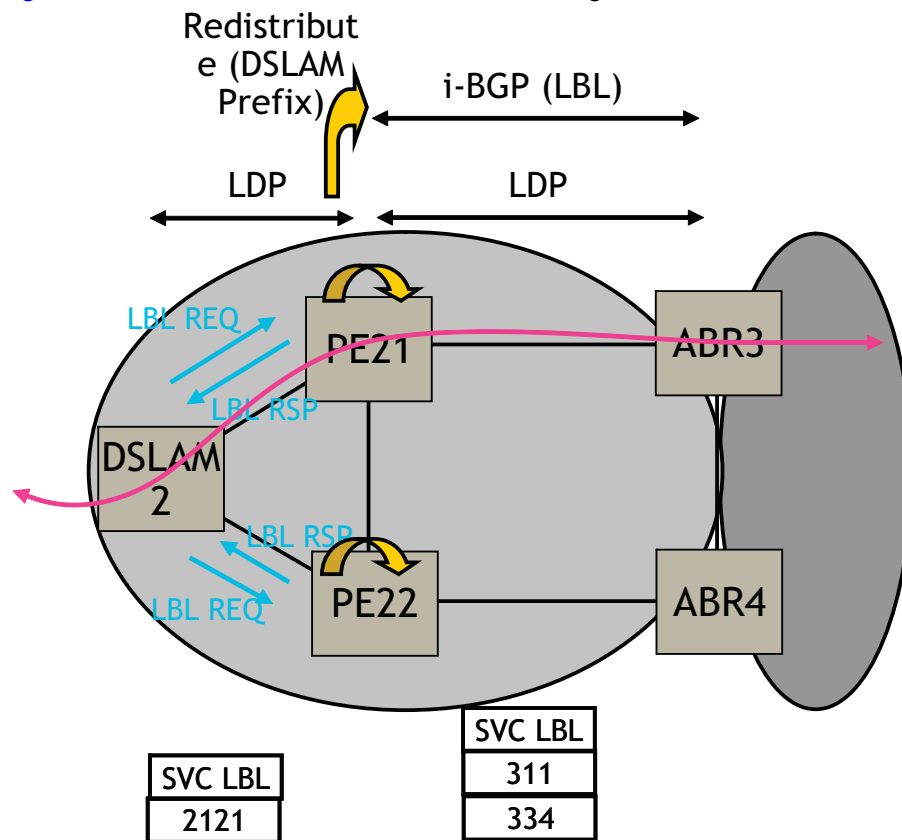 Redistribut
e (DSLAM
Prefix)
i-BGP (LBL)
LDP
LDP
LBL REQ
PE21
ABR3
LBL RSP
DSLAM
2
LBL RSP
LBL REQ
PE22
ABR4
SVC LBL
311
334
SVC LBL
2121